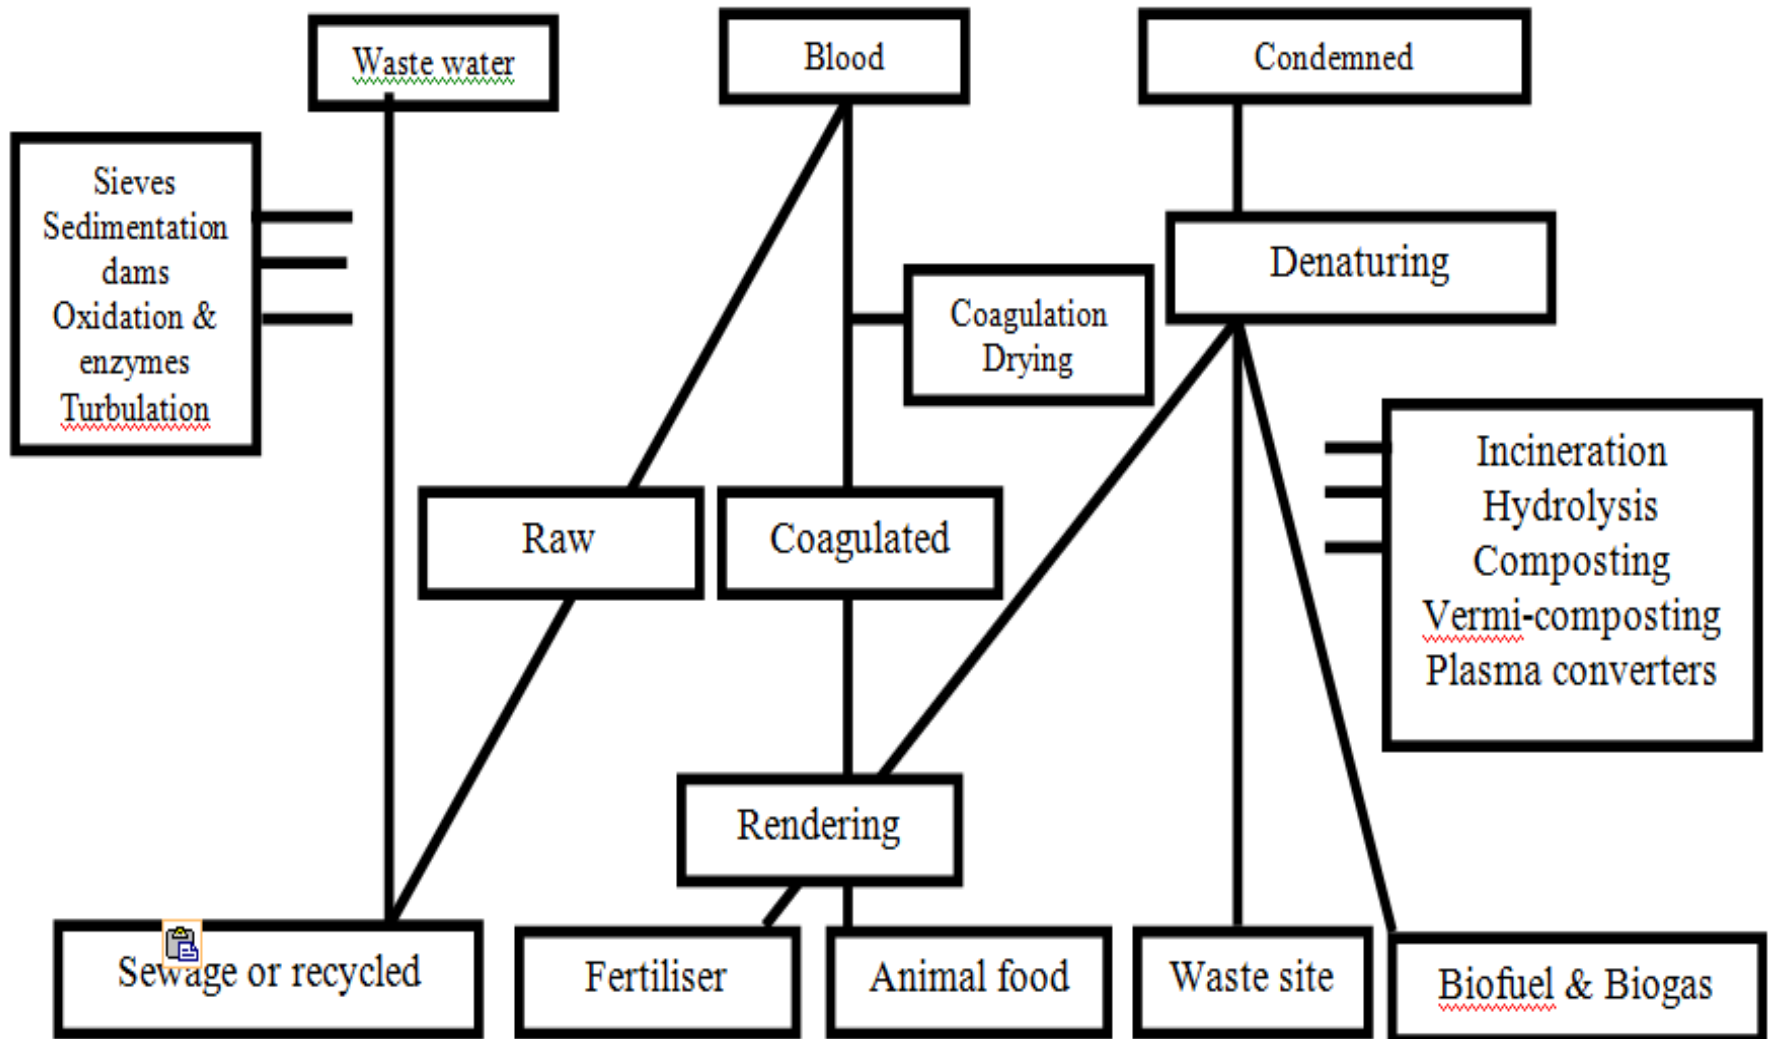 Waste water
Blood
Condemned
Sieves
Sedimentation
dams
Oxidation &
enzymes
Turbulation
Denaturing
Coagulation
Drying
Incineration
Hydrolysis
Composting
Vermi-composting
Plasma converters
Raw
Coagulated
Rendering
Sewage or recycled
Fertiliser
Animal food
Waste site
Biofuel & Biogas